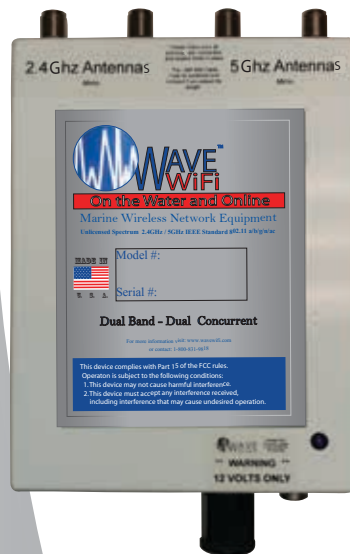 2.4Ghz Antennas
5Ghz Antennas
WAVE™
WiFi
On the Water and Online
Marine Wireless Network Equipment
Unlicensed Spectrum 2.4GHz / 5GHz IEEE Standard 802.11 a/b/g/n/ac
MADE IN
U. S. A.
Model #:
Serial #:
Dual Band - Dual Concurrent
For more information visit: www.wavewifi.com
or contact: 1-800-931-
This device complies with Part 15 of the FCC rules.
Operaton is subject to the following conditions:
1. This device may not cause harmful interference.
2. This device must accept any interference received,
including interference that may cause undesired operation.
WAVE
** WARNING **
12 VOLTS ONLY